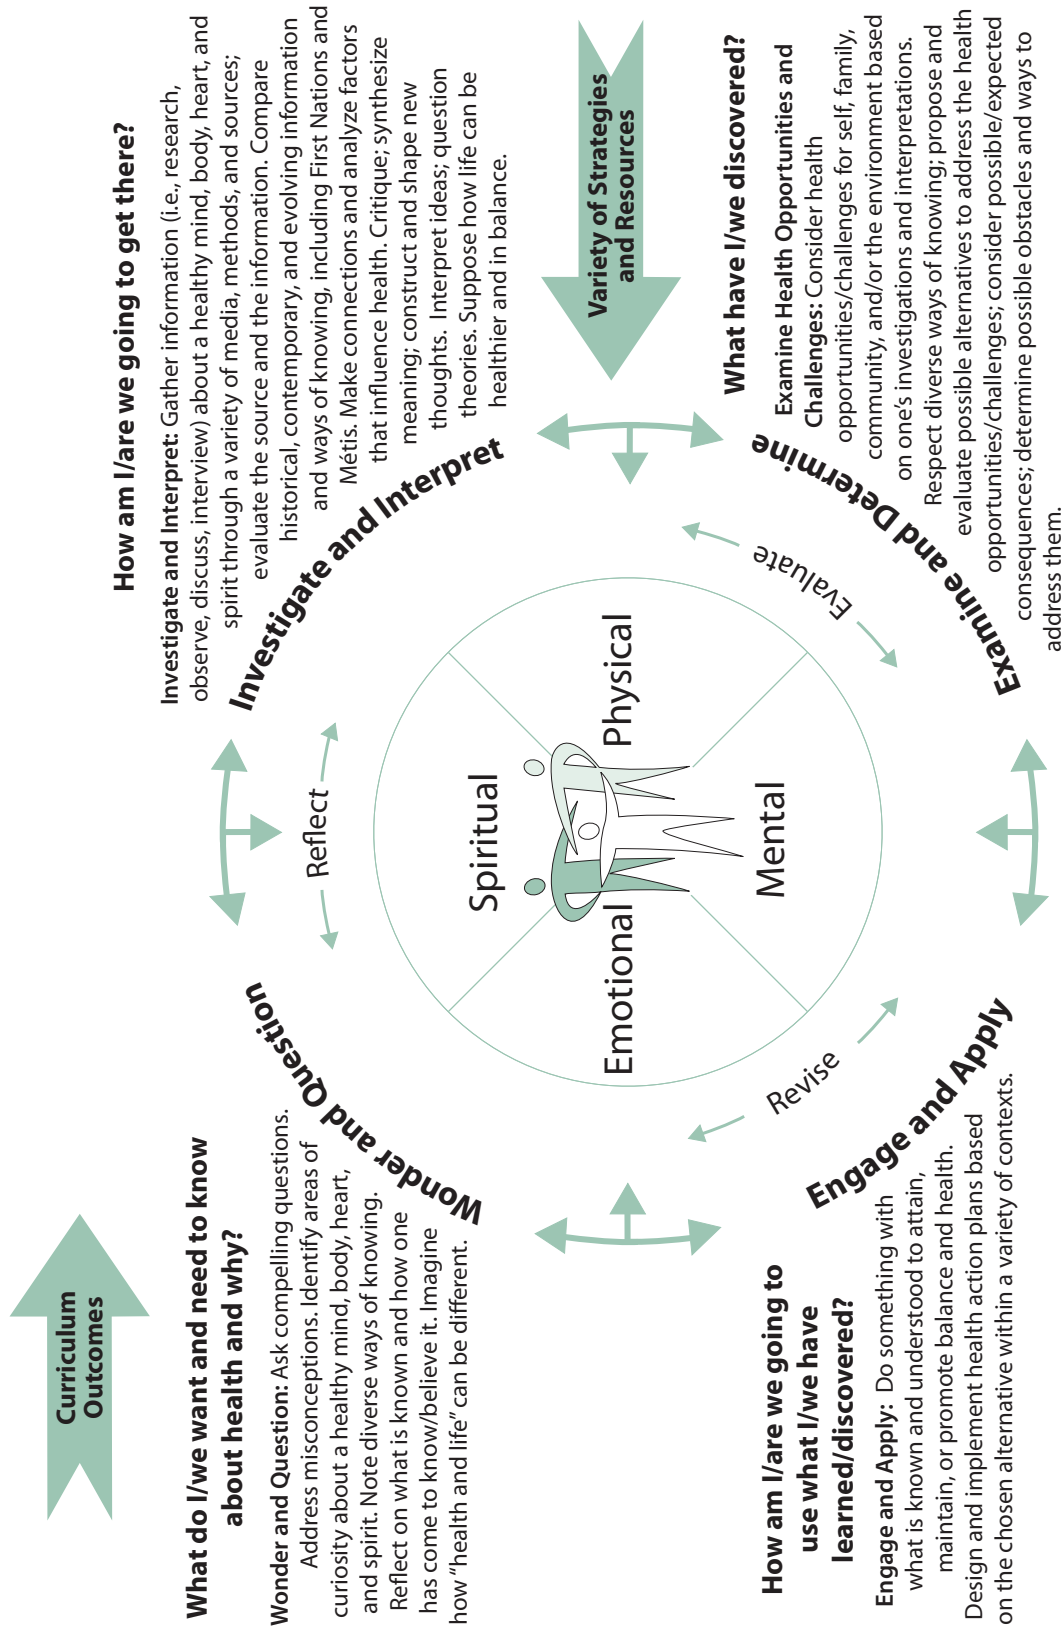 Curriculum
Outcomes
What do I/we want and need to know
about health and why?
Wonder and Question: Ask compelling questions.
Address misconceptions. Identify areas of
curiosity about a healthy mind, body, heart,
and spirit. Note diverse ways of knowing.
Reflect on what is known and how one
has come to know/believe it. Imagine
how "health and life" can be different.
How am I/are we going to get there?
Investigate and Interpret: Gather information (i.e., research,
observe, discuss, interview) about a healthy mind, body, heart, and
spirit through a variety of media, methods, and sources;
evaluate the source and the information. Compare
historical, contemporary, and evolving information
and ways of knowing, including First Nations and
Métis. Make connections and analyze factors
that influence health. Critique; synthesize
meaning; construct and shape new
thoughts. Interpret ideas; question
theories. Suppose how life can be
healthier and in balance.
Variety of Strategies
and Resources
Wonder and Question
Investigate and Interpret
Reflect
Spiritual
Emotional
Physical
Mental
Revise
Evaluate
Engage and Apply
Examine and Determine
How am I/are we going to
use what I/we have
learned/discovered?
Engage and Apply: Do something with
what is known and understood to attain,
maintain, or promote balance and health.
Design and implement health action plans based
on the chosen alternative within a variety of contexts.
What have I/we discovered?
Examine Health Opportunities and
Challenges: Consider health
opportunities/challenges for self, family,
community, and/or the environment based
on one's investigations and interpretations.
Respect diverse ways of knowing; propose and
evaluate possible alternatives to address the health
opportunities/challenges; consider possible/expected
consequences; determine possible obstacles and ways to
address them.